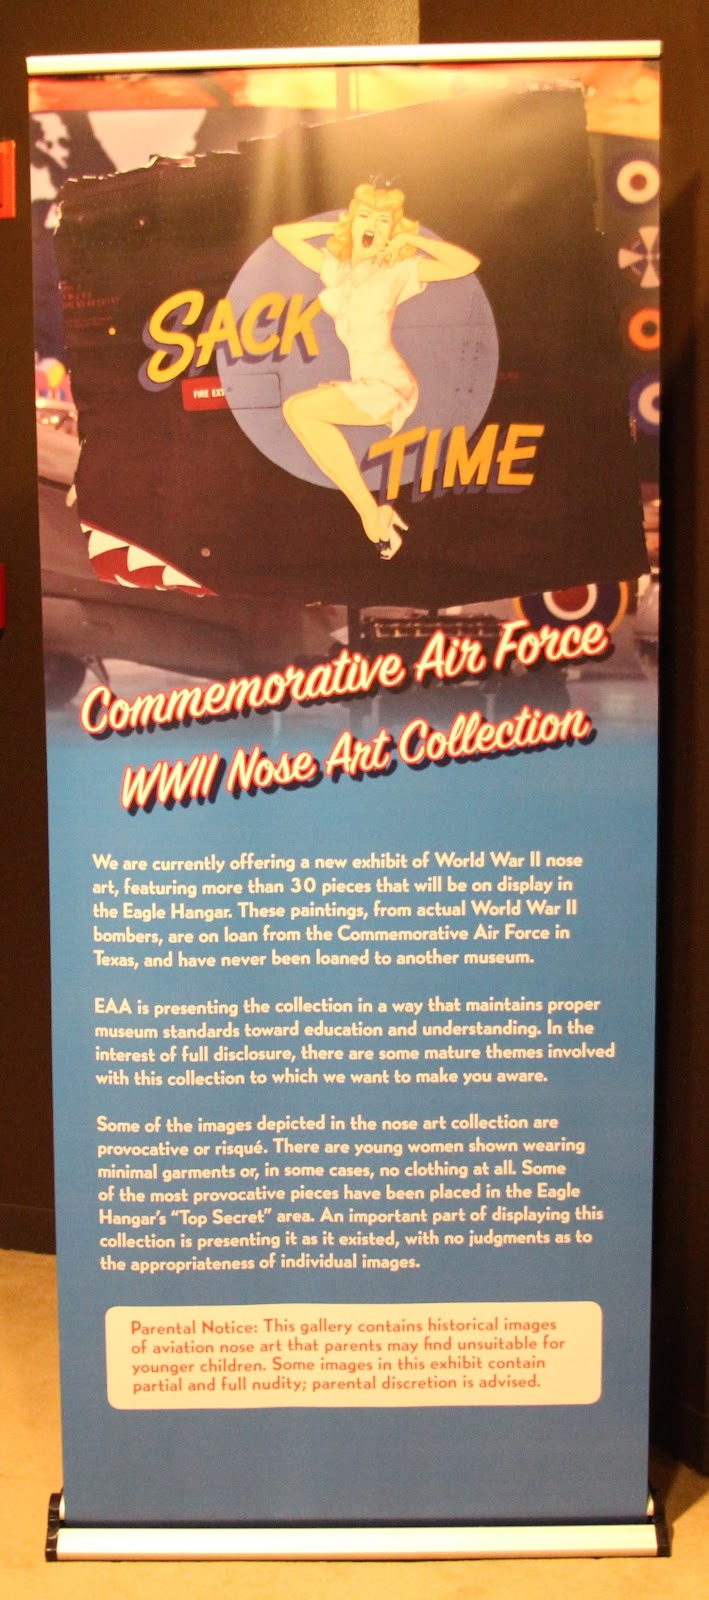 SACK
FIRE EXT
TIME
Commemorative Air Force
WWII Nose Art Collection
We are currently offering a new exhibit of World War II nose
art, featuring more than 30 pieces that will be on display in
the Eagle Hangar. These paintings, from actual World War II
bombers, are on loan from the Commemorative Air Force in
Texas, and have never been loaned to another museum.
EAA is presenting the collection in a way that maintains proper
museum standards toward education and understanding. In the
interest of full disclosure, there are some mature themes involved
with this collection to which we want to make you aware.
Some of the images depicted in the nose art collection are
provocative or risqué. There are young women shown wearing
minimal garments or, in some cases, no clothing at all. Some
of the most provocative pieces have been placed in the Eagle
Hangar's "Top Secret" area. An important part of displaying this
collection is presenting it as it existed, with no judgments as to
the appropriateness of individual images.
Parental Notice: This gallery contains historical images
of aviation nose art that parents may find unsuitable for
younger children. Some images in this exhibit contain
partial and full nudity; parental discretion is advised.